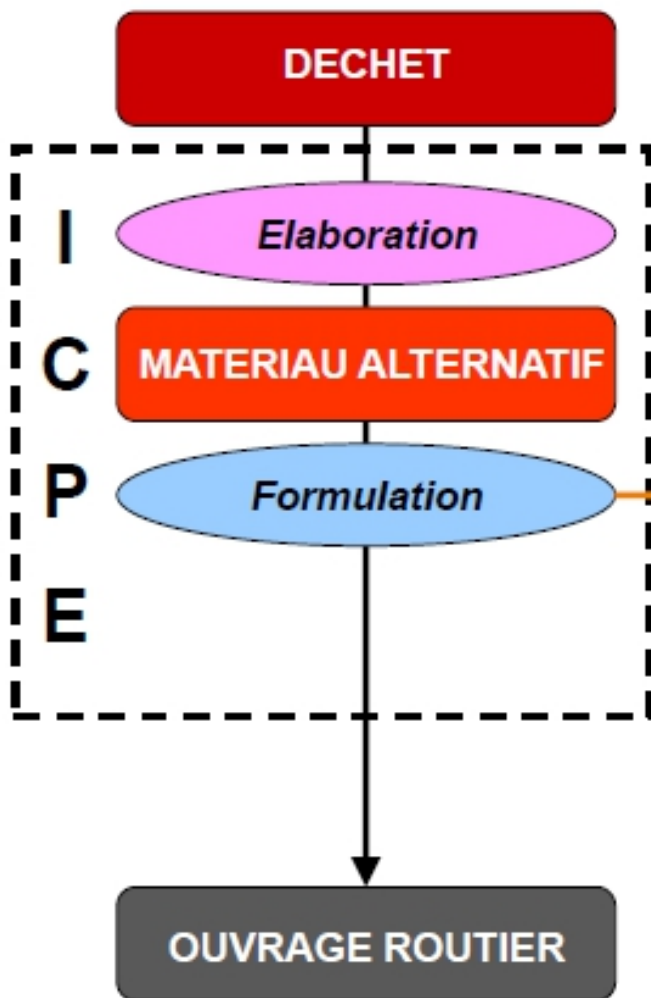 DECHET
I
Elaboration
C
MATERIAU ALTERNATIF
P
Formulation
E
OUVRAGE ROUTIER